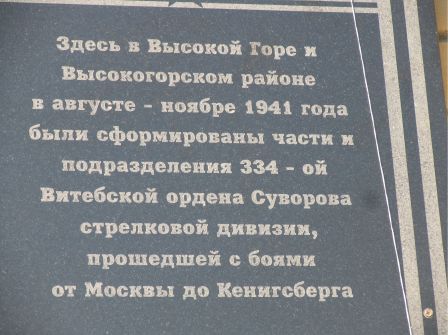 Здесь в Высокой Горе и
Высокогорском районе
в августе - ноябре 1941 года
были сформированы части и
подразделения 334 - ой
Витебской ордена Суворова
стрелковой дивизии,
прошедшей с боями
от Москвы до Кенигсберга